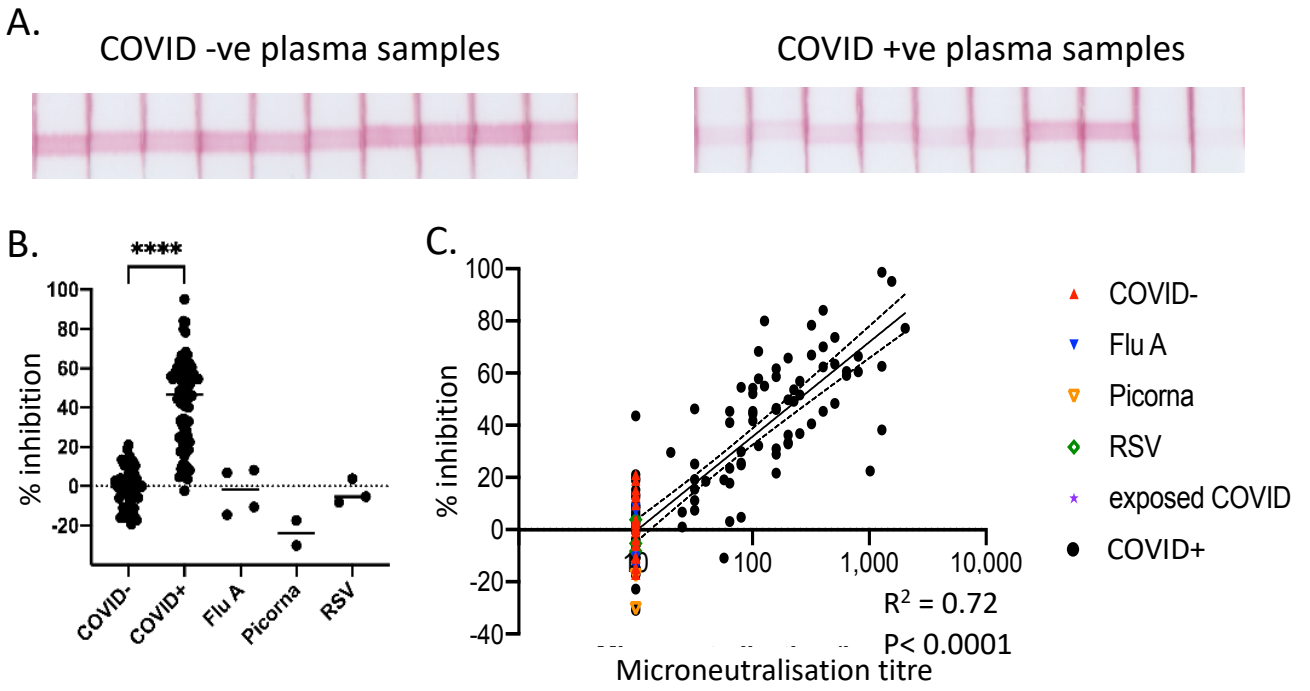 A.
COVID -ve plasma samples
COVID +ve plasma samples
B.
****
100
80
60
40
20
0
-20
% inhibition
COVID-
COVID+
Flu A
Picorna
RSV
C.
100
80
60
40
20
0
-20
-40
% inhibition
10
100
1,000
10,000
R² = 0.72
P< 0.0001
Microneutralisation titre
COVID-
Flu A
Picorna
RSV
exposed COVID
COVID+